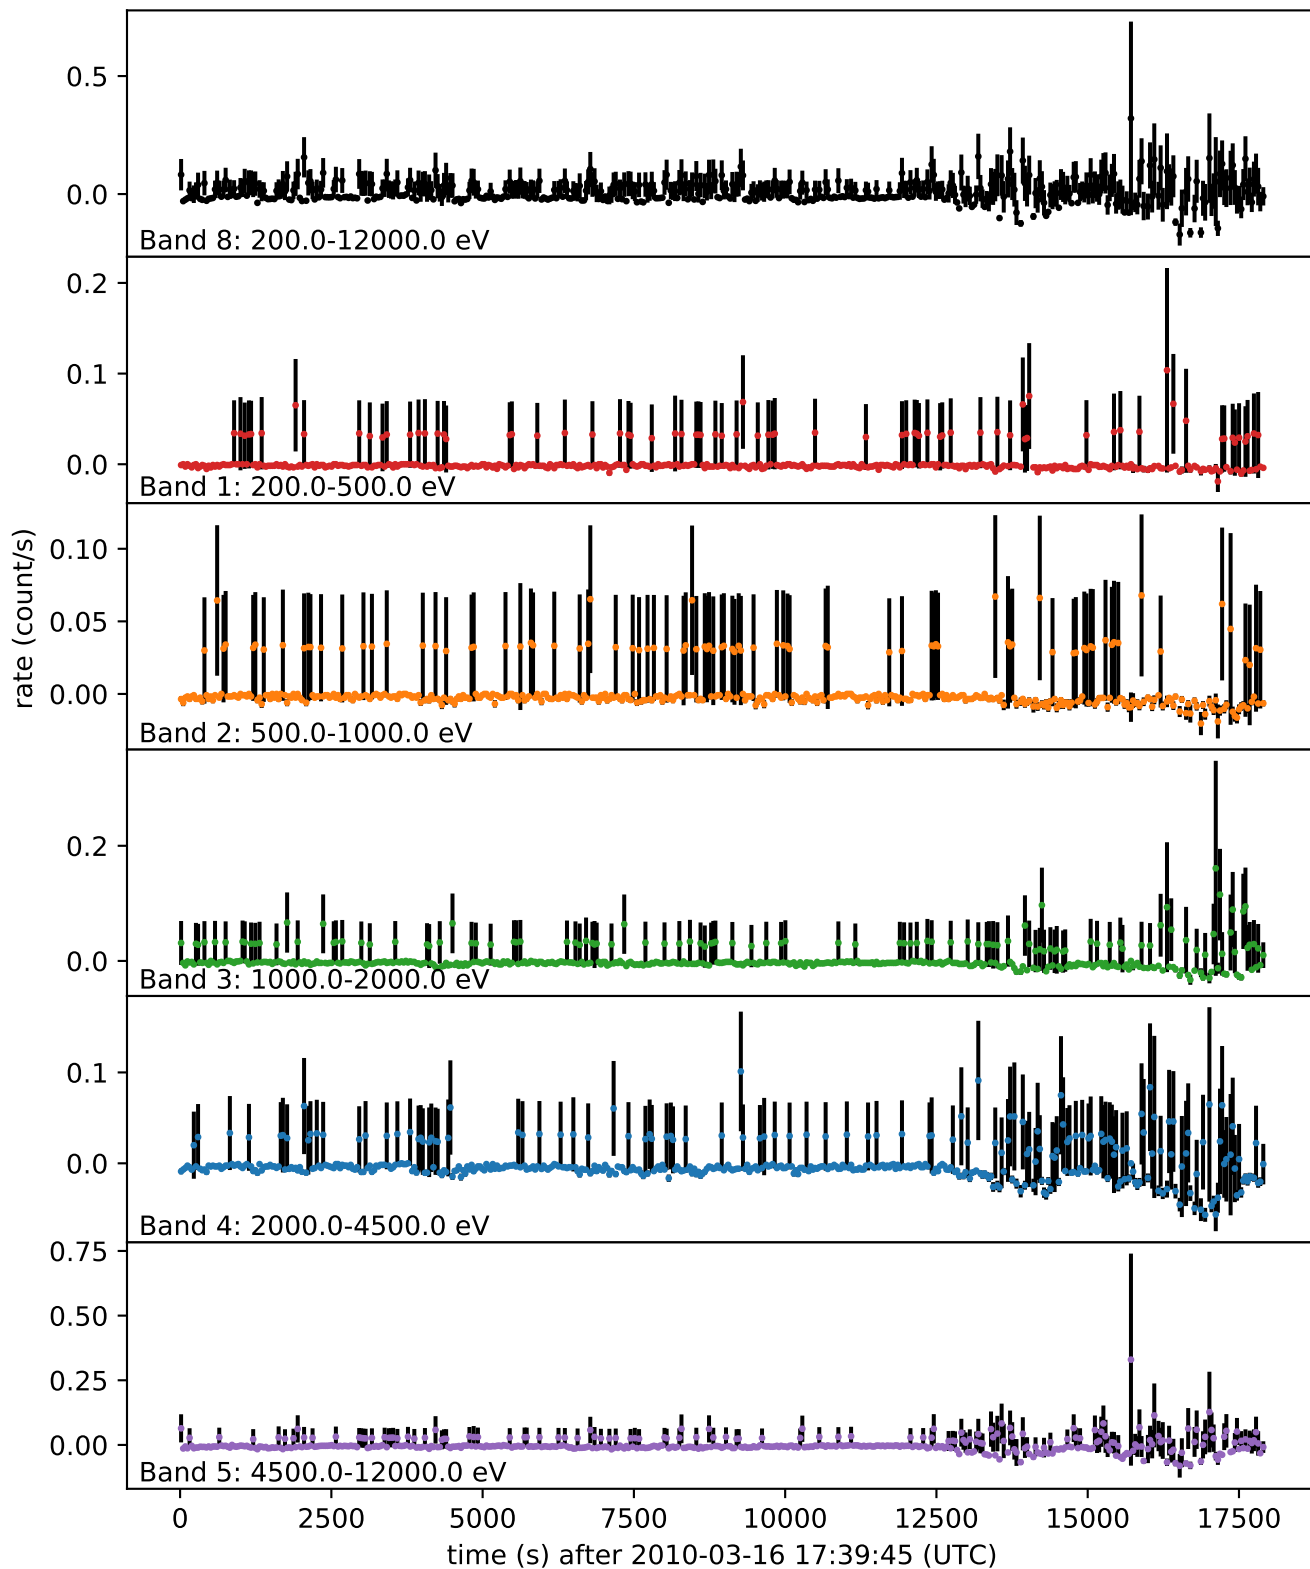 0.5
0.0
Band 8: 200.0-12000.0 eV
0.2
0.1
0.0
Band 1: 200.0-500.0 eV
rate (count/s)
0.10
0.05
0.00
Band 2: 500.0-1000.0 eV
0.2
0.0
Band 3: 1000.0-2000.0 eV
0.1
0.0
Band 4: 2000.0-4500.0 eV
0.75
0.50
0.25
0.00
Band 5: 4500.0-12000.0 eV
0 2500 5000 7500 10000 12500 15000 17500
time (s) after 2010-03-16 17:39:45 (UTC)